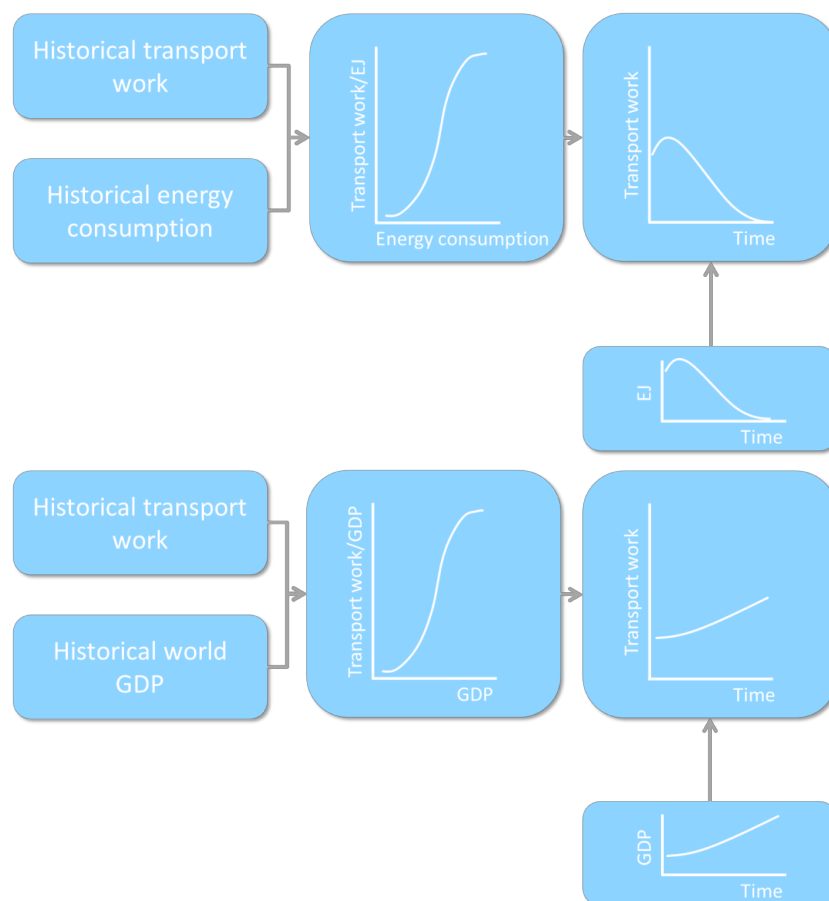 Historical transport
work
Historical energy
consumption
Transport work/EJ
Energy consumption
Transport work
Time
EJ
Time
Historical transport
work
Historical world
GDP
Transport work/GDP
GDP
Transport work
Time
GDP
Time